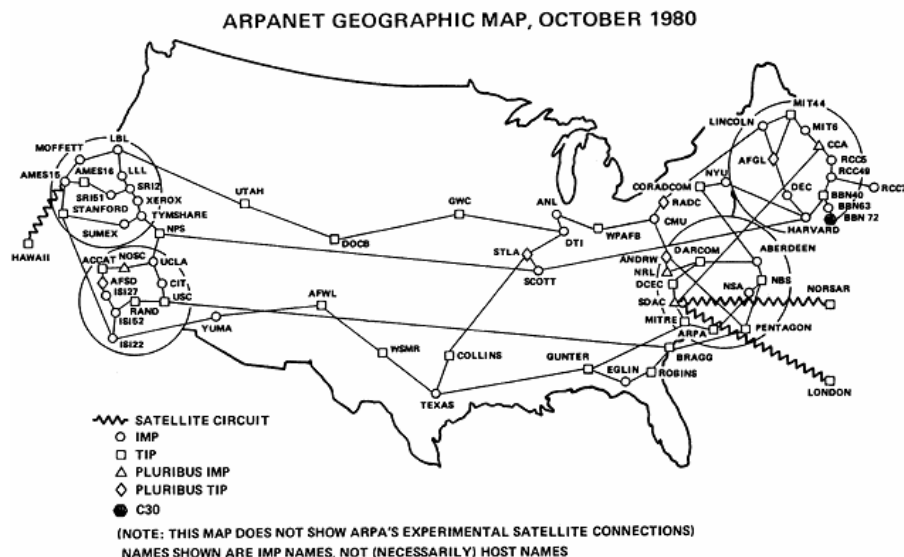 ARPANET GEOGRAPHIC MAP, OCTOBER 1980
MOFFETT
LBL
AMES15
AMES16
LLL
SRI2
SRI51
XEROX
STANFORD
TYMSHARE
SUMEX
NPS
HAWAII
UTAH
GWC
DOCB
ACCAT
NOSC
UCLA
AFSD
CIT
ISI27
RAND
USC
ISI52
ISI22
YUMA
AFWL
WSMR
TEXAS
COLLINS
GUNTER
EGLIN
ROBINS
BRAGG
STLA
SCOTT
ANL
DTI
WPAFB
CMU
CORADCOM
RADC
NYU
LINCOLN
MIT44
MIT6
CCA
RCC5
RCC49
AFGL
DEC
BBN40
BBN63
BBN 72
HARVARD
ANDRW
NRL
DARCOM
ABERDEEN
DCEC
NSA
NBS
SDAC
NORSAR
MITRE
ARPA
PENTAGON
LONDON
SATELLITE CIRCUIT
IMP
TIP
PLURIBUS IMP
PLURIBUS TIP
C30
(NOTE: THIS MAP DOES NOT SHOW ARPA'S EXPERIMENTAL SATELLITE CONNECTIONS)
NAMES SHOWN ARE IMP NAMES, NOT (NECESSARILY) HOST NAMES